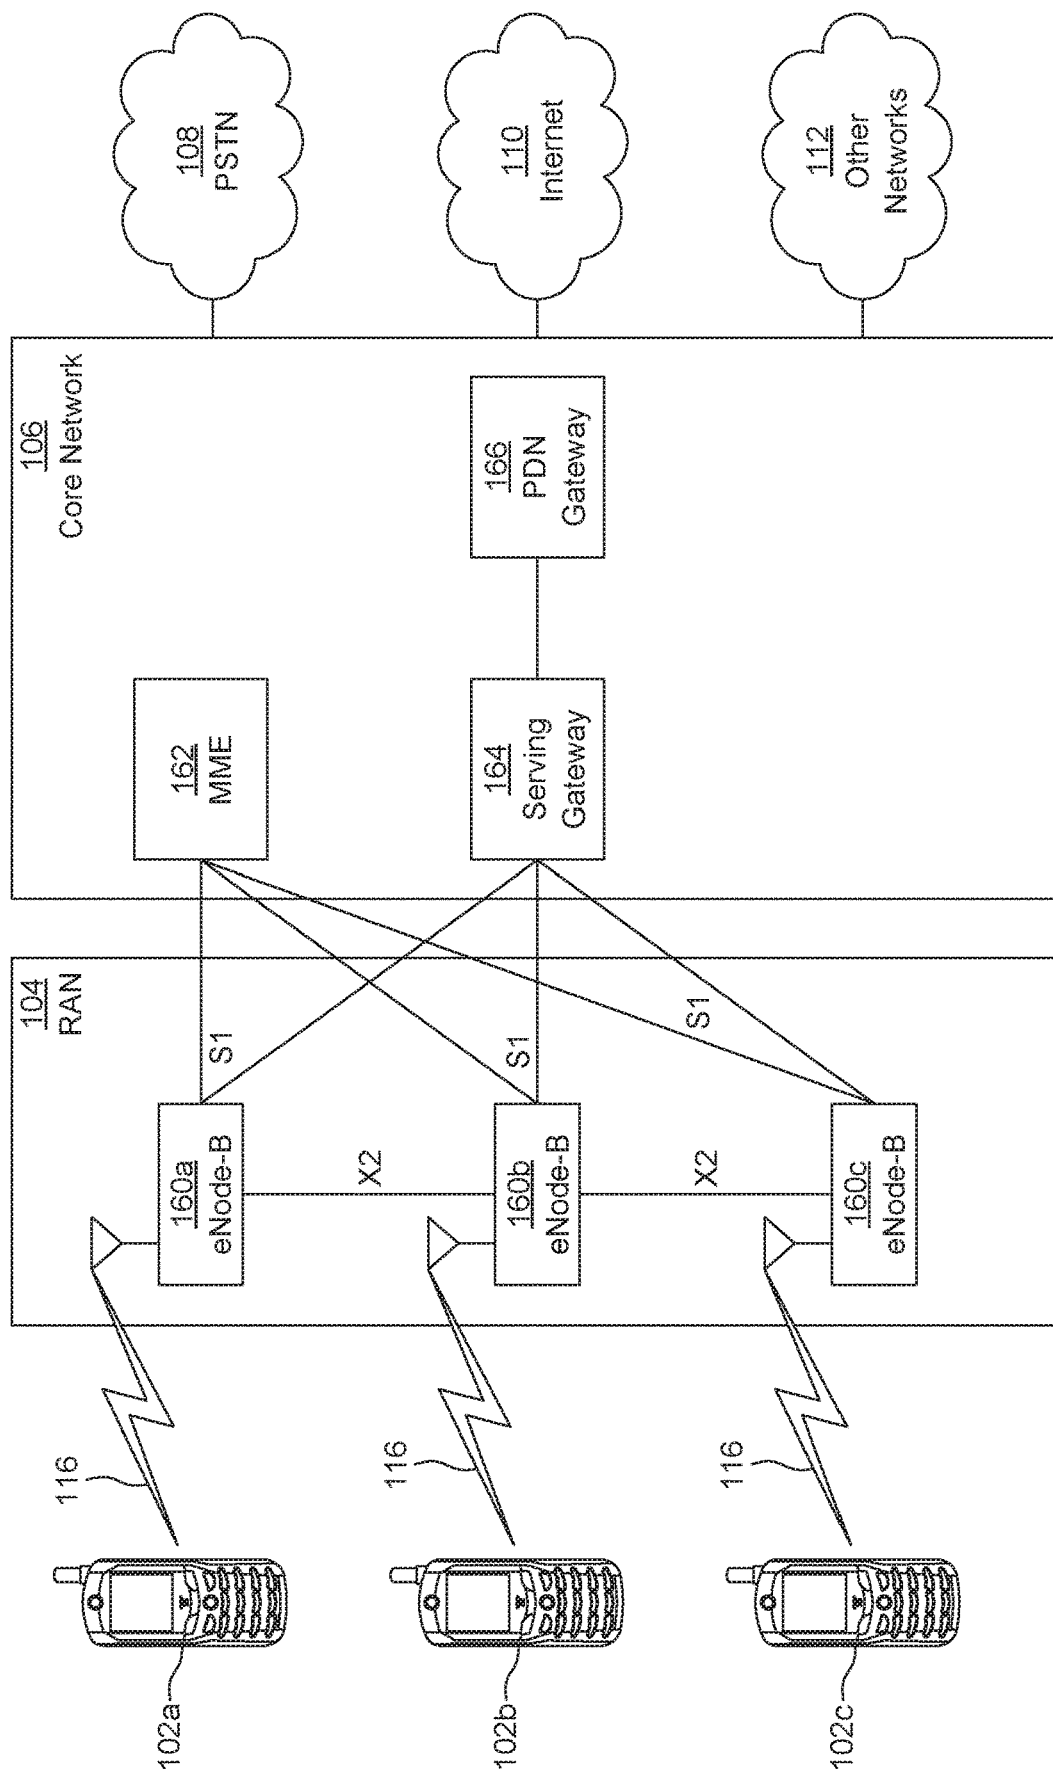 102a
116
104
RAN
160a
eNode-B
S1
X2
106
Core Network
162
MME
108
PSTN
102b
116
160b
eNode-B
S1
X2
164
Serving
Gateway
166
PDN
Gateway
110
Internet
102c
116
160c
eNode-B
S1
112
Other
Networks